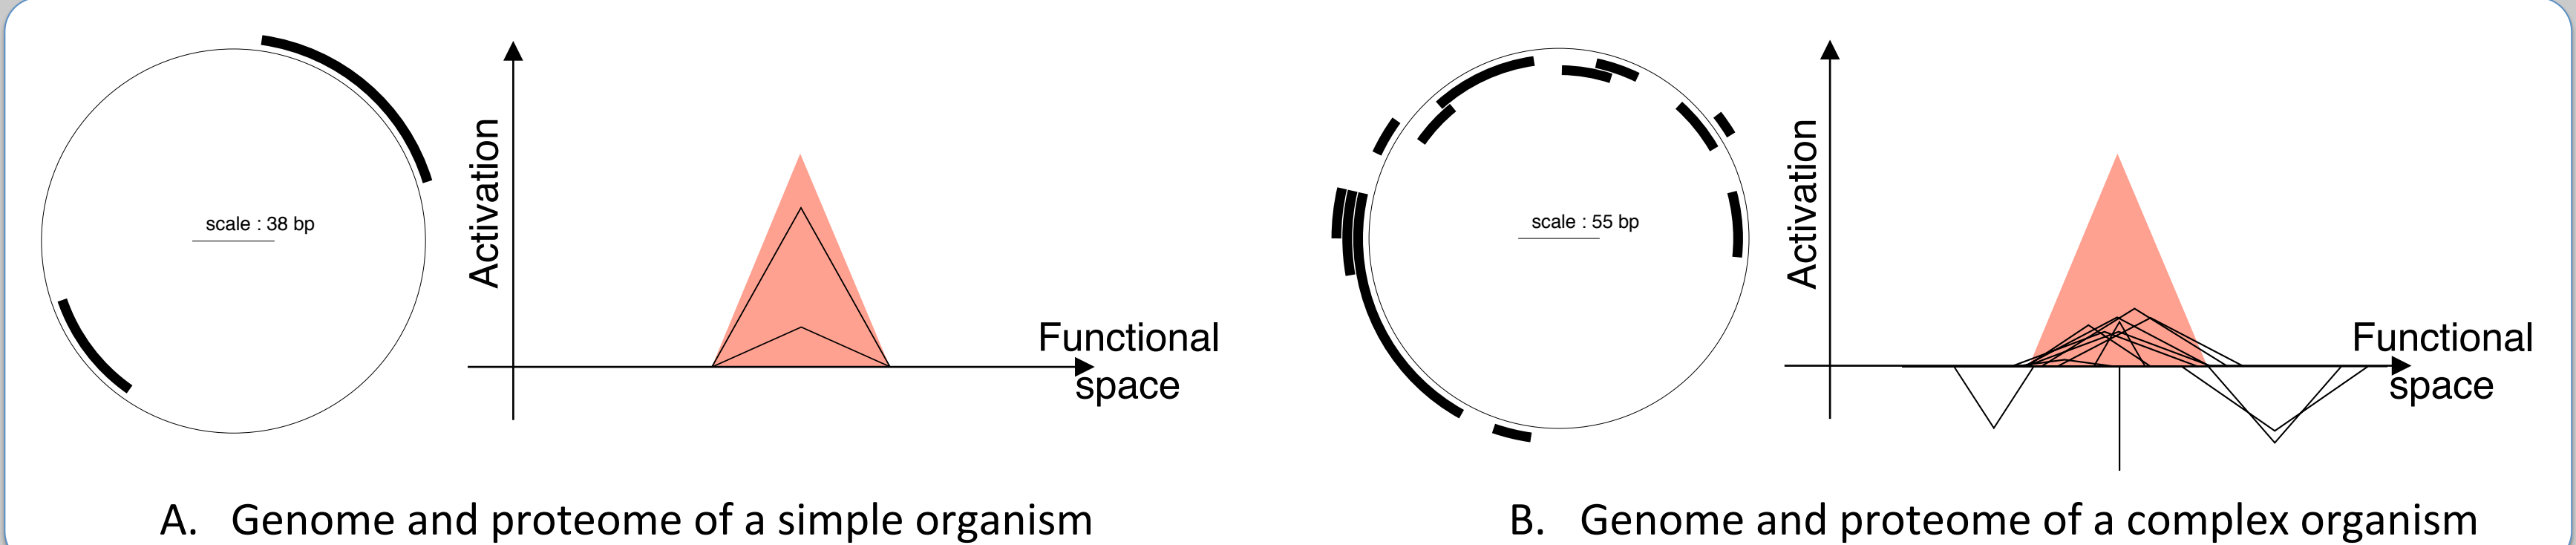 scale : 38 bp
Activation
Functional
space
A. Genome and proteome of a simple organism
scale : 55 bp
Activation
Functional
space
B. Genome and proteome of a complex organism